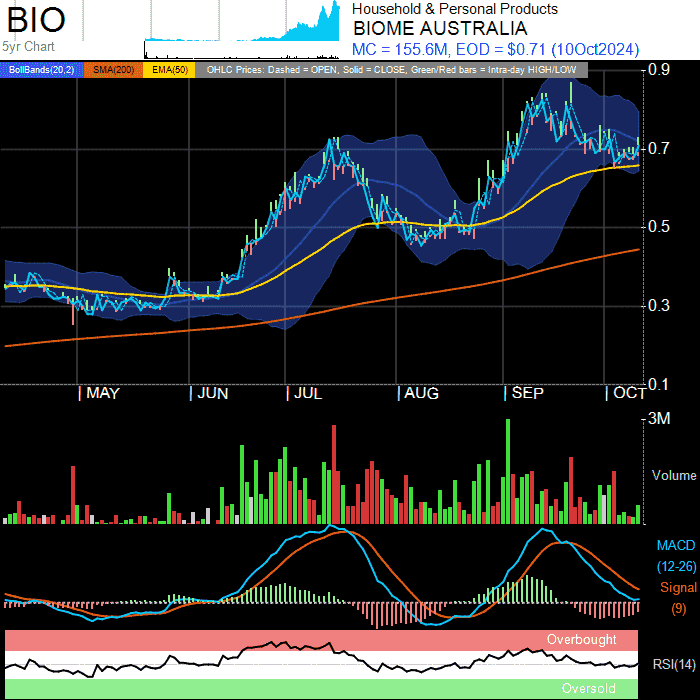 BIO
5yr Chart
Household & Personal Products
BIOME AUSTRALIA
MC = 155.6M, EOD = $0.71 (10Oct2024)
BollBands(20,2) SMA(200) EMA(50) OHLC Prices: Dashed = OPEN, Solid = CLOSE, Green/Red bars = Intra-day HIGH/LOW
0.9
0.7
0.5
0.3
0.1
| MAY | JUN | JUL | AUG | SEP | OCT
3M
Volume
MACD
(12-26)
Signal
(9)
Overbought
RSI(14)
Oversold